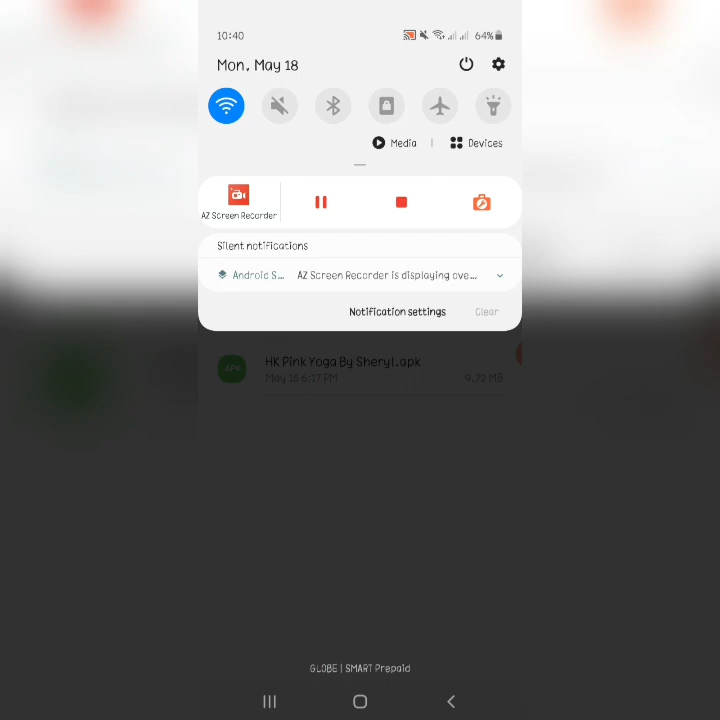 10:40
64%
Mon, May 18
Media | Devices
AZ Screen Recorder
Silent notifications
Android S... AZ Screen Recorder is displaying ove...
Notification settings Clear
APK
HK Pink Yoga By Sheryl.apk
May 16 6:17 PM 9.72 MB
GLOBE | SMART Prepaid